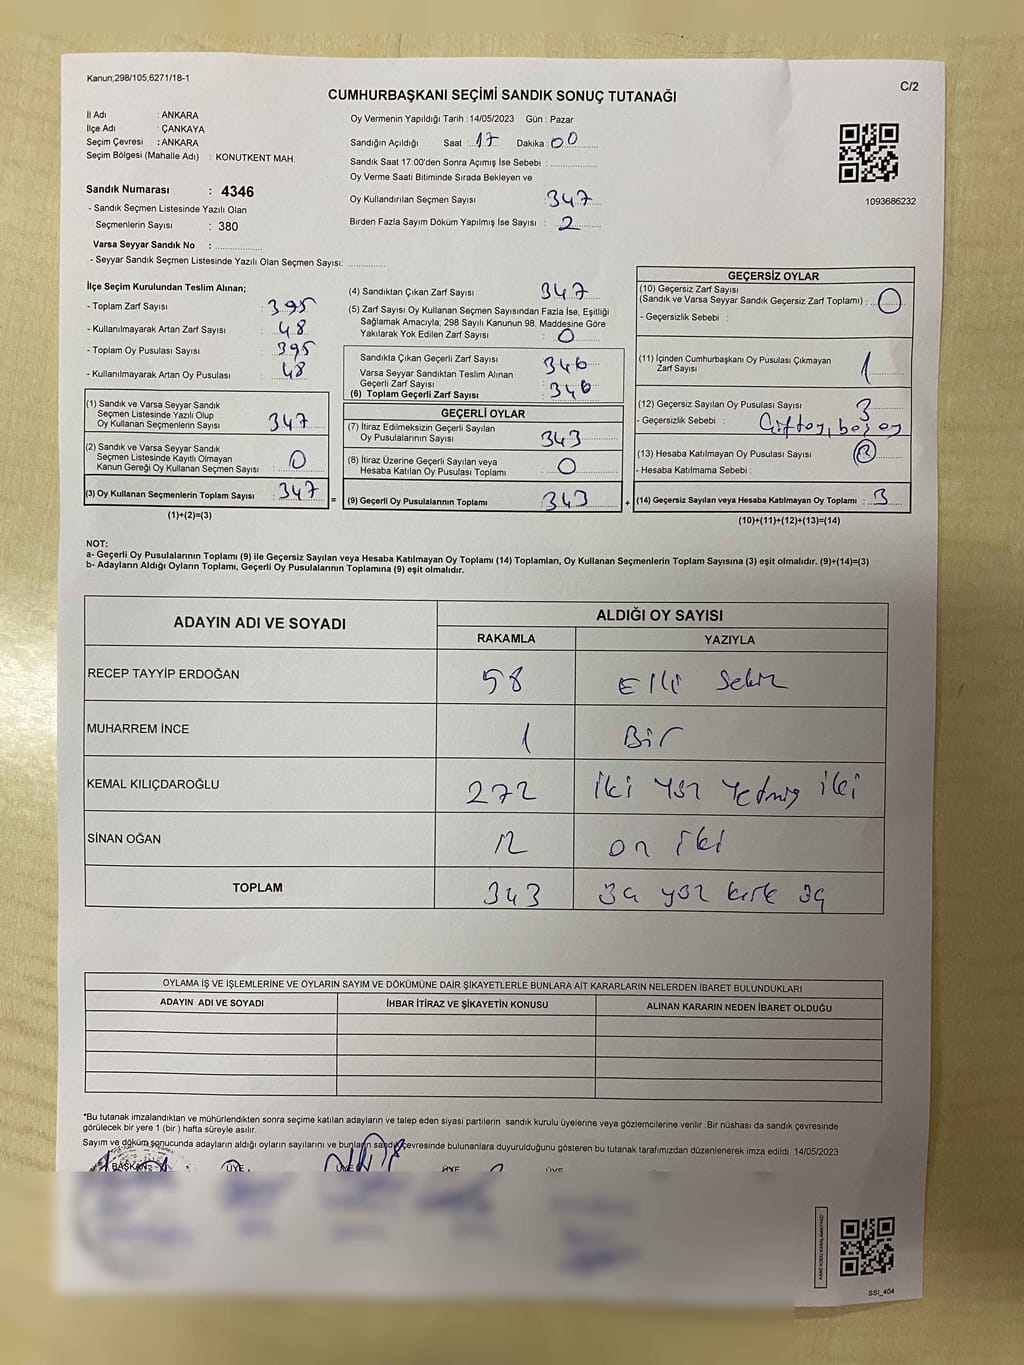 Kanun;298/105,6271/18-1
C/2
CUMHURBAŞKANI SEÇİMİ SANDIK SONUÇ TUTANAĞI
İl Adı : ANKARA
İlçe Adı : ÇANKAYA
Seçim Çevresi : ANKARA
Seçim Bölgesi (Mahalle Adı) : KONUTKENT MAH.
Sandık Numarası : 4346
- Sandık Seçmen Listesinde Yazılı Olan
Seçmenlerin Sayısı : 380
Varsa Seyyar Sandık No :
- Seyyar Sandık Seçmen Listesinde Yazılı Olan Seçmen Sayısı:
Oy Vermenin Yapıldığı Tarih : 14/05/2023 Gün : Pazar
Sandığın Açıldığı Saat : 17 Dakika : 00
Sandık Saat 17:00'den Sonra Açımış İse Sebebi :
Oy Verme Saati Bitiminde Sırada Bekleyen ve
Oy Kullandırılan Seçmen Sayısı : 347
Birden Fazla Sayım Döküm Yapılmış İse Sayısı : 2
1093686232
İlçe Seçim Kurulundan Teslim Alınan;
- Toplam Zarf Sayısı : 395
- Kullanılmayarak Artan Zarf Sayısı : 48
- Toplam Oy Pusulası Sayısı : 395
- Kullanılmayarak Artan Oy Pusulası : 48
(1) Sandık ve Varsa Seyyar Sandık
Seçmen Listesinde Yazılı Olup
Oy Kullanan Seçmenlerin Sayısı : 347
(2) Sandık ve Varsa Seyyar Sandık
Seçmen Listesinde Kayıtlı Olmayan
Kanun Gereği Oy Kullanan Seçmen Sayısı : 0
(3) Oy Kullanan Seçmenlerin Toplam Sayısı : 347
(1)+(2)=(3)
(4) Sandıktan Çıkan Zarf Sayısı : 347
(5) Zarf Sayısı Oy Kullanan Seçmen Sayısından Fazla İse, Eşitliği
Sağlamak Amacıyla; 298 Sayılı Kanunun 98. Maddesine Göre
Yakılarak Yok Edilen Zarf Sayısı : 0
Sandıkta Çıkan Geçerli Zarf Sayısı : 346
Varsa Seyyar Sandıktan Teslim Alınan
Geçerli Zarf Sayısı
(6) Toplam Geçerli Zarf Sayısı : 346
GEÇERLİ OYLAR
(7) İtiraz Edilmeksizin Geçerli Sayılan
Oy Pusulalarının Sayısı : 343
(8) İtiraz Üzerine Geçerli Sayılan veya
Hesaba Katılan Oy Pusulası Toplamı : 0
= (9) Geçerli Oy Pusulalarının Toplamı : 343 +
GEÇERSİZ OYLAR
(10) Geçersiz Zarf Sayısı
(Sandık ve Varsa Seyyar Sandık Geçersiz Zarf Toplamı) : 0
- Geçersizlik Sebebi :
(11) İçinden Cumhurbaşkanı Oy Pusulası Çıkmayan
Zarf Sayısı : 1
(12) Geçersiz Sayılan Oy Pusulası Sayısı : 3
- Geçersizlik Sebebi : Çift oy, boş oy
(13) Hesaba Katılmayan Oy Pusulası Sayısı :
- Hesaba Katılmama Sebebi :
(14) Geçersiz Sayılan veya Hesaba Katılmayan Oy Toplamı : 3
(10)+(11)+(12)+(13)=(14)
NOT:
a- Geçerli Oy Pusulalarının Toplamı (9) ile Geçersiz Sayılan veya Hesaba Katılmayan Oy Toplamı (14) Toplamları, Oy Kullanan Seçmenlerin Toplam Sayısına (3) eşit olmalıdır. (9)+(14)=(3)
b- Adayların Aldığı Oyların Toplamı, Geçerli Oy Pusulalarının Toplamına (9) eşit olmalıdır.
ADAYIN ADI VE SOYADI
ALDIĞI OY SAYISI
RAKAMLA YAZIYLA
RECEP TAYYİP ERDOĞAN 58 Elli Sekiz
MUHARREM İNCE 1 Bir
KEMAL KILIÇDAROĞLU 272 iki yüz yetmiş iki
SİNAN OĞAN 12 on iki
TOPLAM 343 üç yüz kırk üç
OYLAMA İŞ VE İŞLEMLERİNE VE OYLARIN SAYIM VE DÖKÜMÜNE DAİR ŞİKAYETLERLE BUNLARA AİT KARARLARIN NELERDEN İBARET BULUNDUKLARI
ADAYIN ADI VE SOYADI İHBAR İTİRAZ VE ŞİKAYETİN KONUSU ALINAN KARARIN NEDEN İBARET OLDUĞU
*Bu tutanak imzalandıktan ve mühürlendikten sonra seçime katılan adayların ve talep eden siyasi partilerin sandık kurulu üyelerine veya gözlemcilerine verilir .Bir nüshası da sandık çevresinde
görülecek bir yere 1 (bir ) hafta süreyle asılır.
Sayım ve döküm sonucunda adayların aldığı oyların sayılarını ve bunların sandık çevresinde bulunanlara duyurulduğunu gösteren bu tutanak tarafımızdan düzenlenerek imza edildi. 14/05/2023
BAŞKAN ÜYE ÜYE ÜYE ÜYE
SSI_404